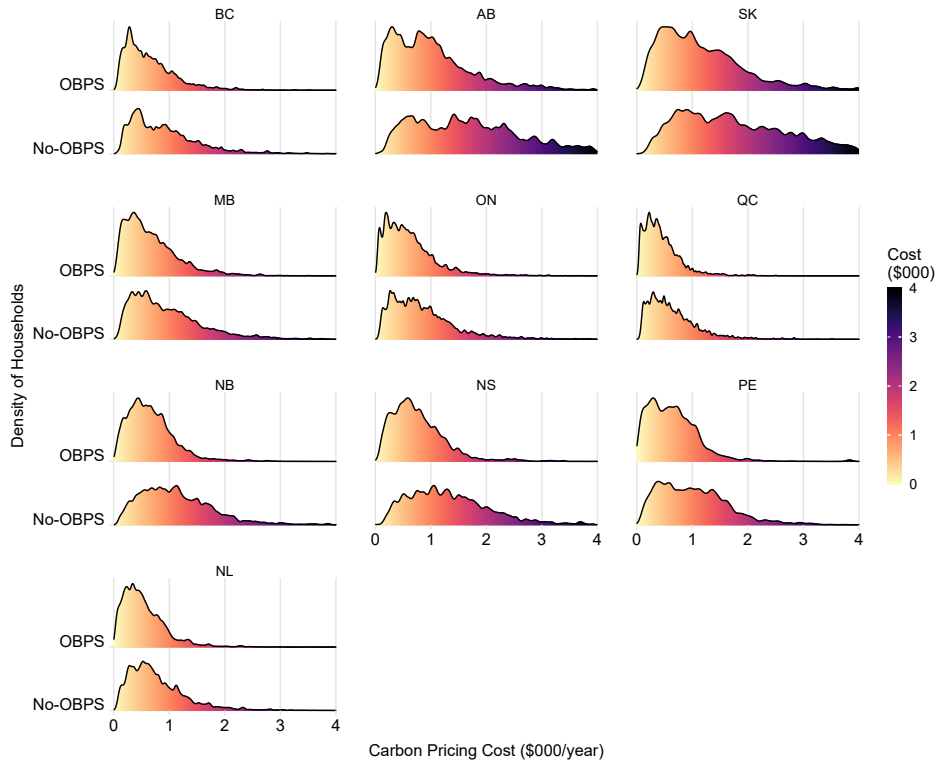 BC
AB
SK
OBPS
No-OBPS
MB
ON
QC
OBPS
No-OBPS
NB
NS
PE
OBPS
No-OBPS
0 1 2 3 4
0 1 2 3 4
NL
OBPS
No-OBPS
0 1 2 3 4
Carbon Pricing Cost ($000/year)
Density of Households
Cost
($000)
4
3
2
1
0